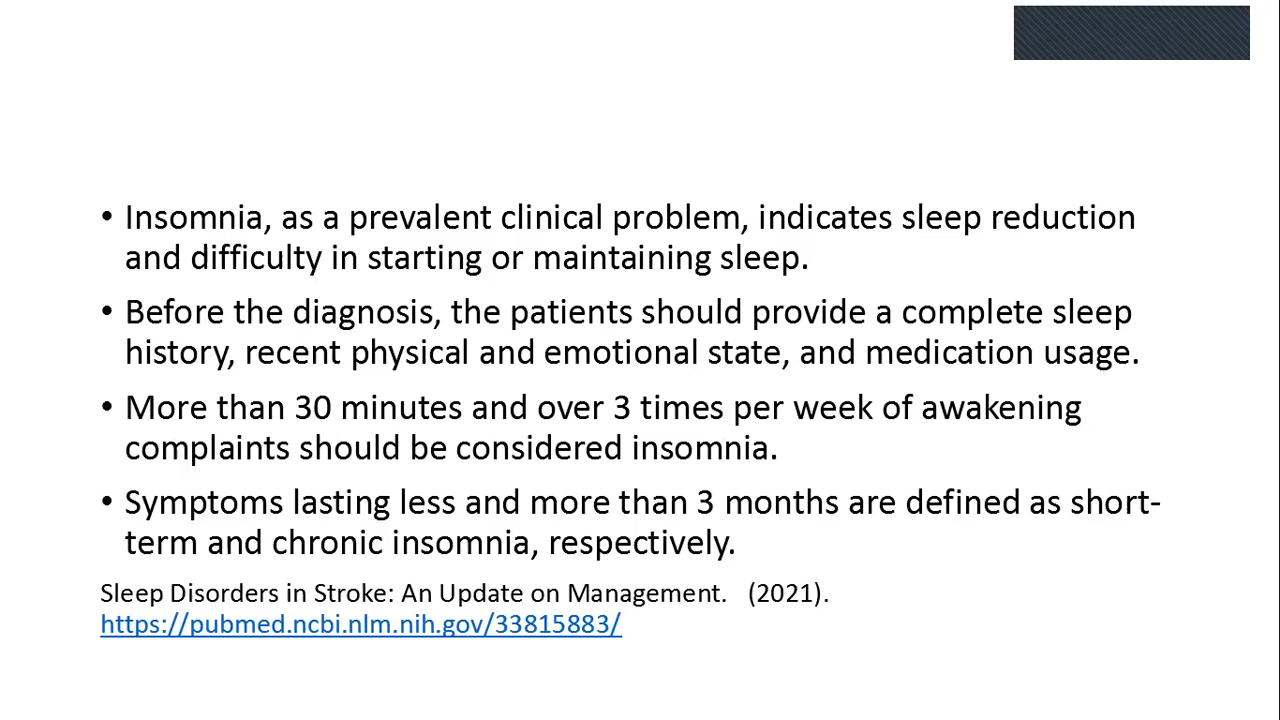 • Insomnia, as a prevalent clinical problem, indicates sleep reduction
and difficulty in starting or maintaining sleep.
• Before the diagnosis, the patients should provide a complete sleep
history, recent physical and emotional state, and medication usage.
• More than 30 minutes and over 3 times per week of awakening
complaints should be considered insomnia.
• Symptoms lasting less and more than 3 months are defined as short-
term and chronic insomnia, respectively.
Sleep Disorders in Stroke: An Update on Management. (2021).
https://pubmed.ncbi.nlm.nih.gov/33815883/